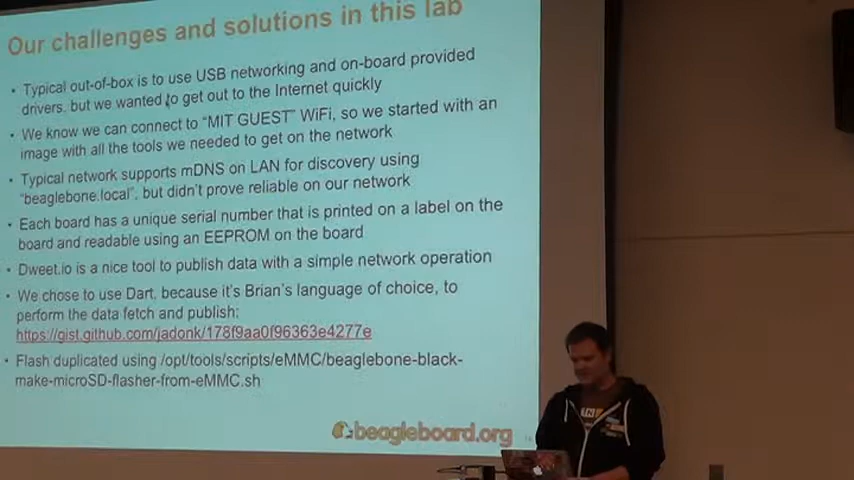 Our challenges and solutions in this lab
• Typical out-of-box is to use USB networking and on-board provided
drivers, but we wanted to get out to the Internet quickly
• We know we can connect to "MIT GUEST" WiFi, so we started with an
image with all the tools we needed to get on the network
• Typical network supports mDNS on LAN for discovery using
"beaglebone.local", but didn't prove reliable on our network
• Each board has a unique serial number that is printed on a label on the
board and readable using an EEPROM on the board
• Dweet.io is a nice tool to publish data with a simple network operation
• We chose to use Dart, because it's Brian's language of choice, to
perform the data fetch and publish:
https://gist.github.com/jadonk/178f9aa0f96363e4277e
• Flash duplicated using /opt/tools/scripts/eMMC/beaglebone-black-
make-microSD-flasher-from-eMMC.sh
beagleboard.org